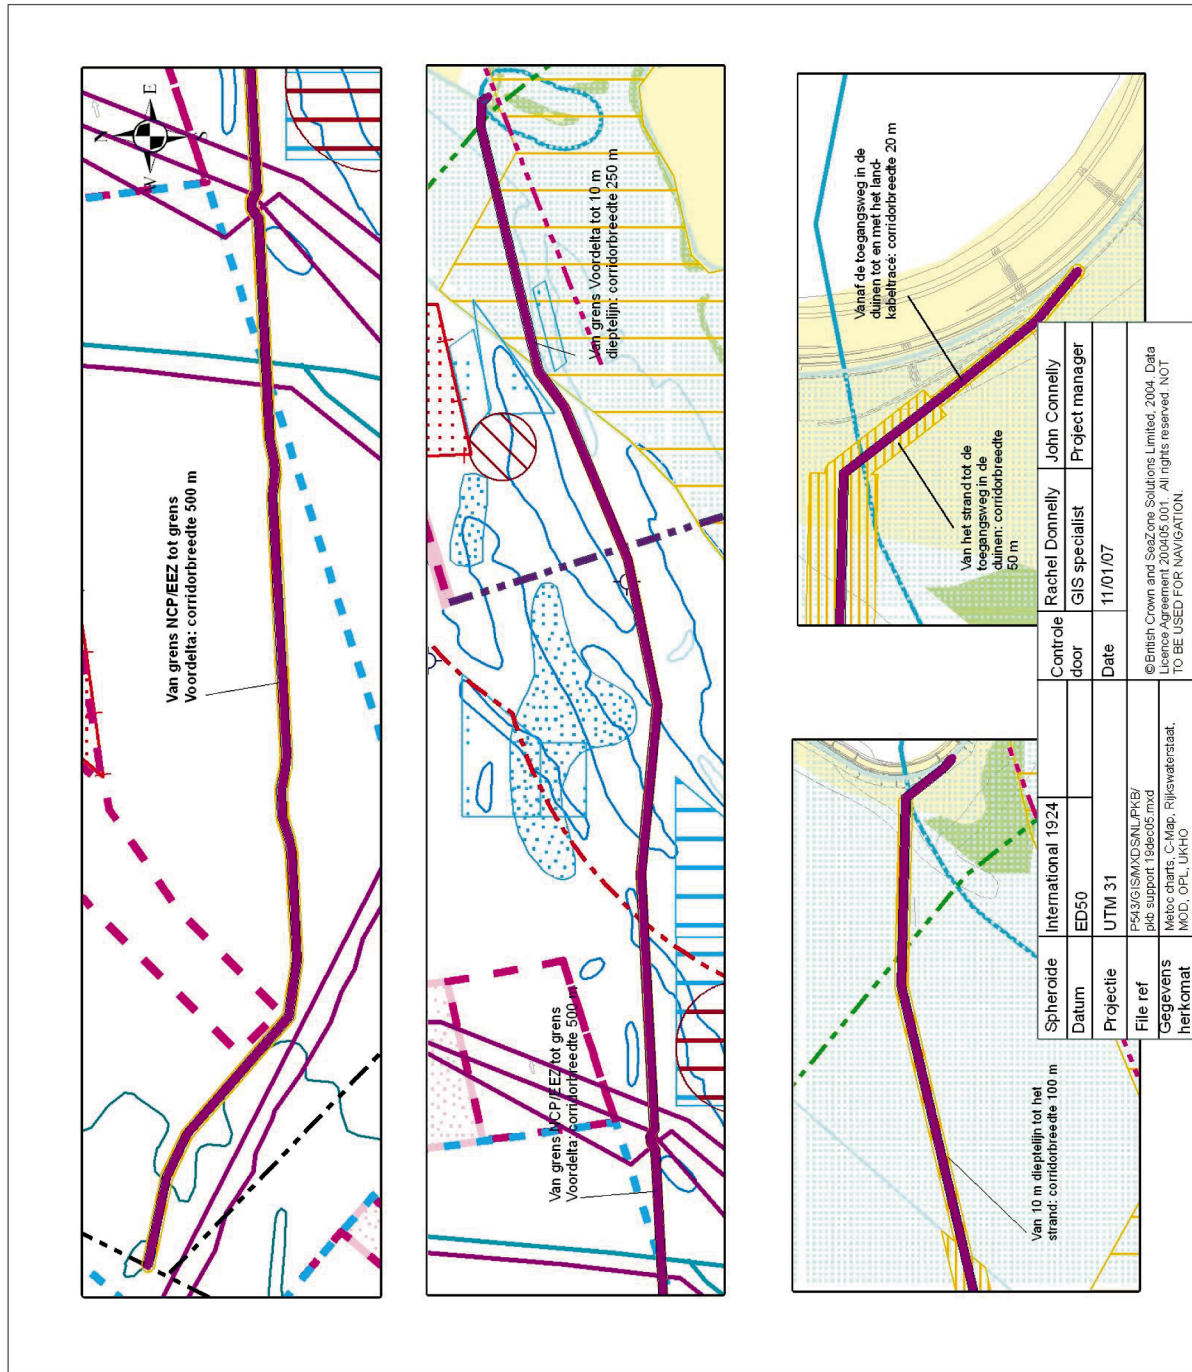 N
E
S
W
Van grens NCP/EEZ tot grens
Voordelta: corridorbreedte 500 m
Van grens Voordelta tot 10 m
dieptelijn: corridorbreedte 250 m
Van grens NCP/EEZ tot grens
Voordelta: corridorbreedte 500 m
Vanaf de toegangsweg in de
duinen tot en met het land-
kabeltracé: corridorbreedte 20 m
Van het strand tot de
toegangsweg in de
duinen: corridorbreedte
50 m
Van 10 m dieptelijn tot het
strand: corridorbreedte 100 m
Spheroide International 1924
Datum ED50
Projectie UTM 31
File ref P543/GIS/MXDS/NL/PKB/
pkb support 19dec05.mxd
Gegevens herkomat
Metoc charts, C-Map, Rijkswaterstaat,
MOD, OPL, UKHO
Controle door
Rachel Donnelly
GIS specialist
John Connelly
Project manager
Date 11/01/07
©British Crown and SeaZone Solutions Limited, 2004. Data
Licence Agreement 200405.001. All rights reserved. NOT
TO BE USED FOR NAVIGATION.